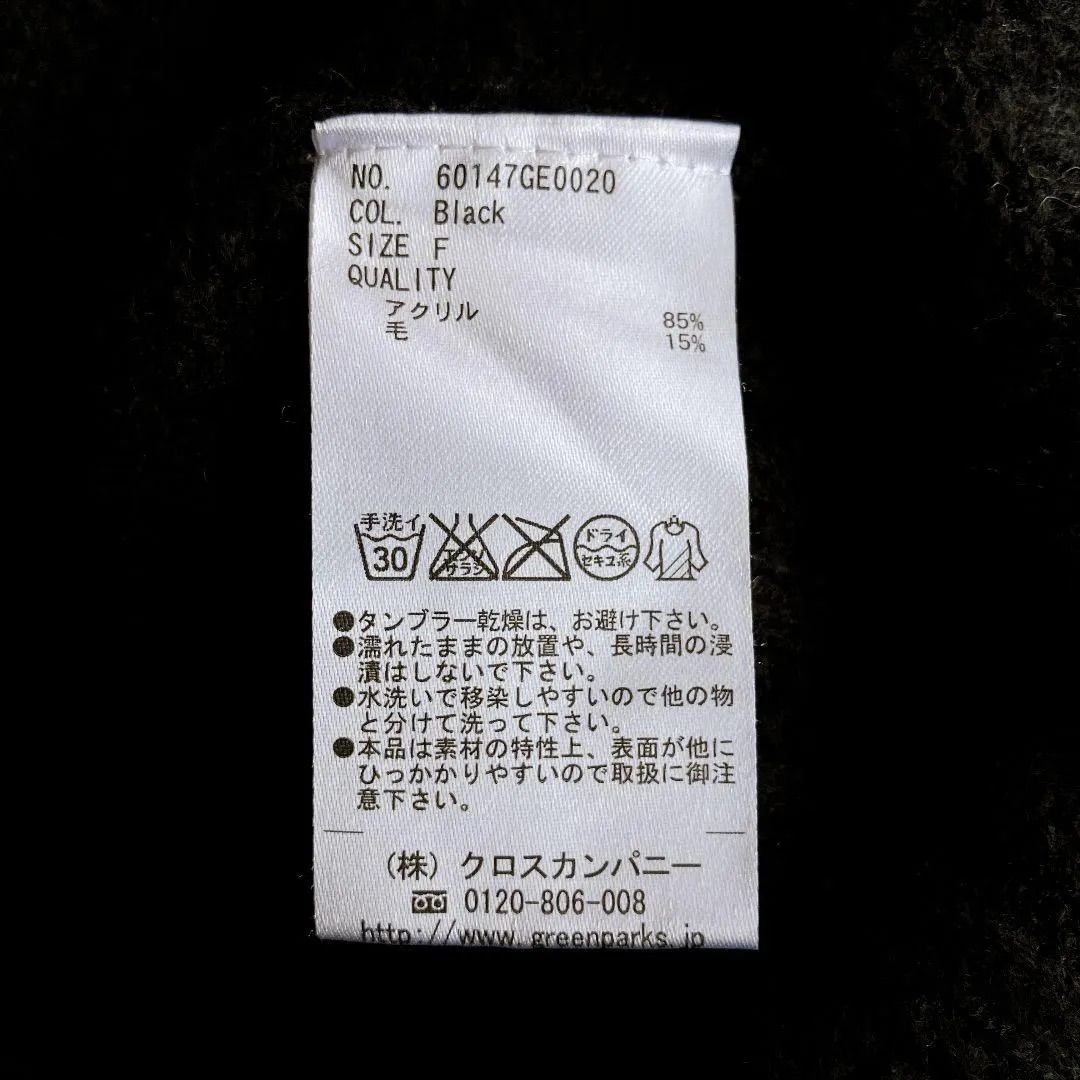 NO. 60147GE0020
COL. Black
SIZE F
QUALITY
アクリル 85%
毛 15%
手洗イ
30
エンソ
サラシ
ドライ
セキユ系
●タンブラー乾燥は、お避け下さい。
●濡れたままの放置や、長時間の浸
漬はしないで下さい。
●水洗いで移染しやすいので他の物
と分けて洗って下さい。
●本品は素材の特性上、表面が他に
ひっかかりやすいので取扱に御注
意下さい。
(株) クロスカンパニー
0120-806-008
http://www.greenparks.jp